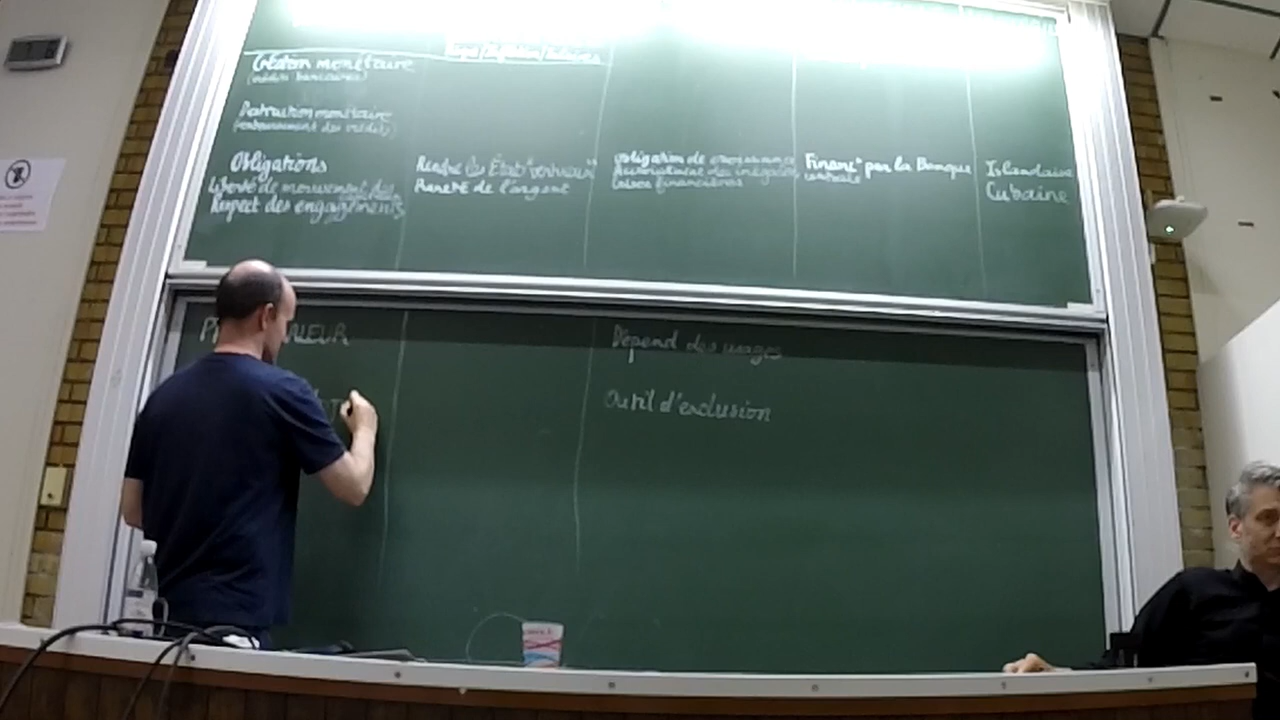 Création monétaire
(crédits bancaires)
Destruction monétaire
(remboursement des crédits)
Obligations
Liberté de mouvement des
Respect des engagements
Rendre les États "vertueux"
Rareté de l'argent
Obligation de croissance
Accroissement des inégalités
Crises financières
Financt par la Banque
centrale
Islandaise
Cubaine
Dépend des usages
Outil d'exclusion